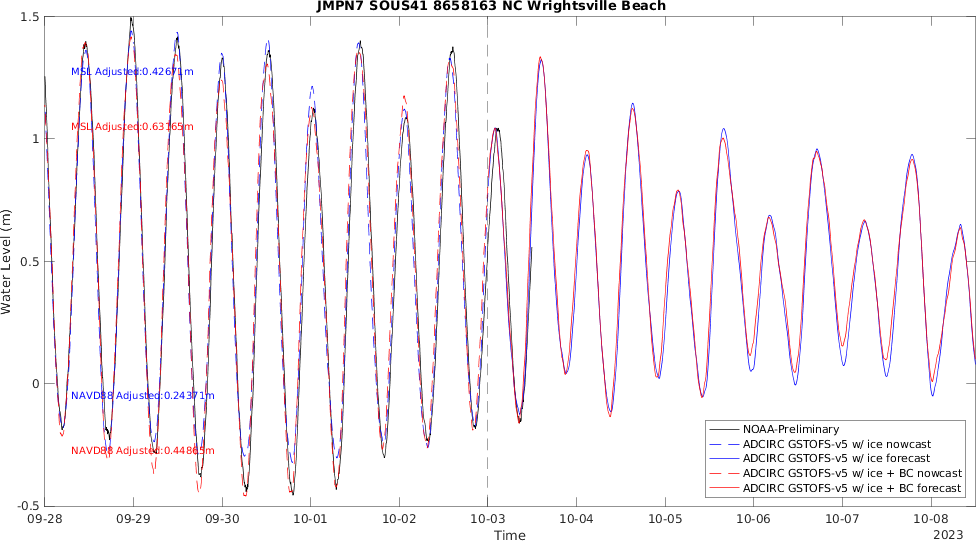 JMPN7 SOUS41 8658163 NC Wrightsville Beach
1.5
1
0.5
0
-0.5
Water Level (m)
MSL Adjusted:0.42671m
MSL Adjusted:0.63165m
NAVD88 Adjusted:0.24371m
NAVD88 Adjusted:0.44865m
NOAA-Preliminary
ADCIRC GSTOFS-v5 w/ ice nowcast
ADCIRC GSTOFS-v5 w/ ice forecast
ADCIRC GSTOFS-v5 w/ ice + BC nowcast
ADCIRC GSTOFS-v5 w/ ice + BC forecast
09-28 09-29 09-30 10-01 10-02 10-03 10-04 10-05 10-06 10-07 10-08
Time
2023